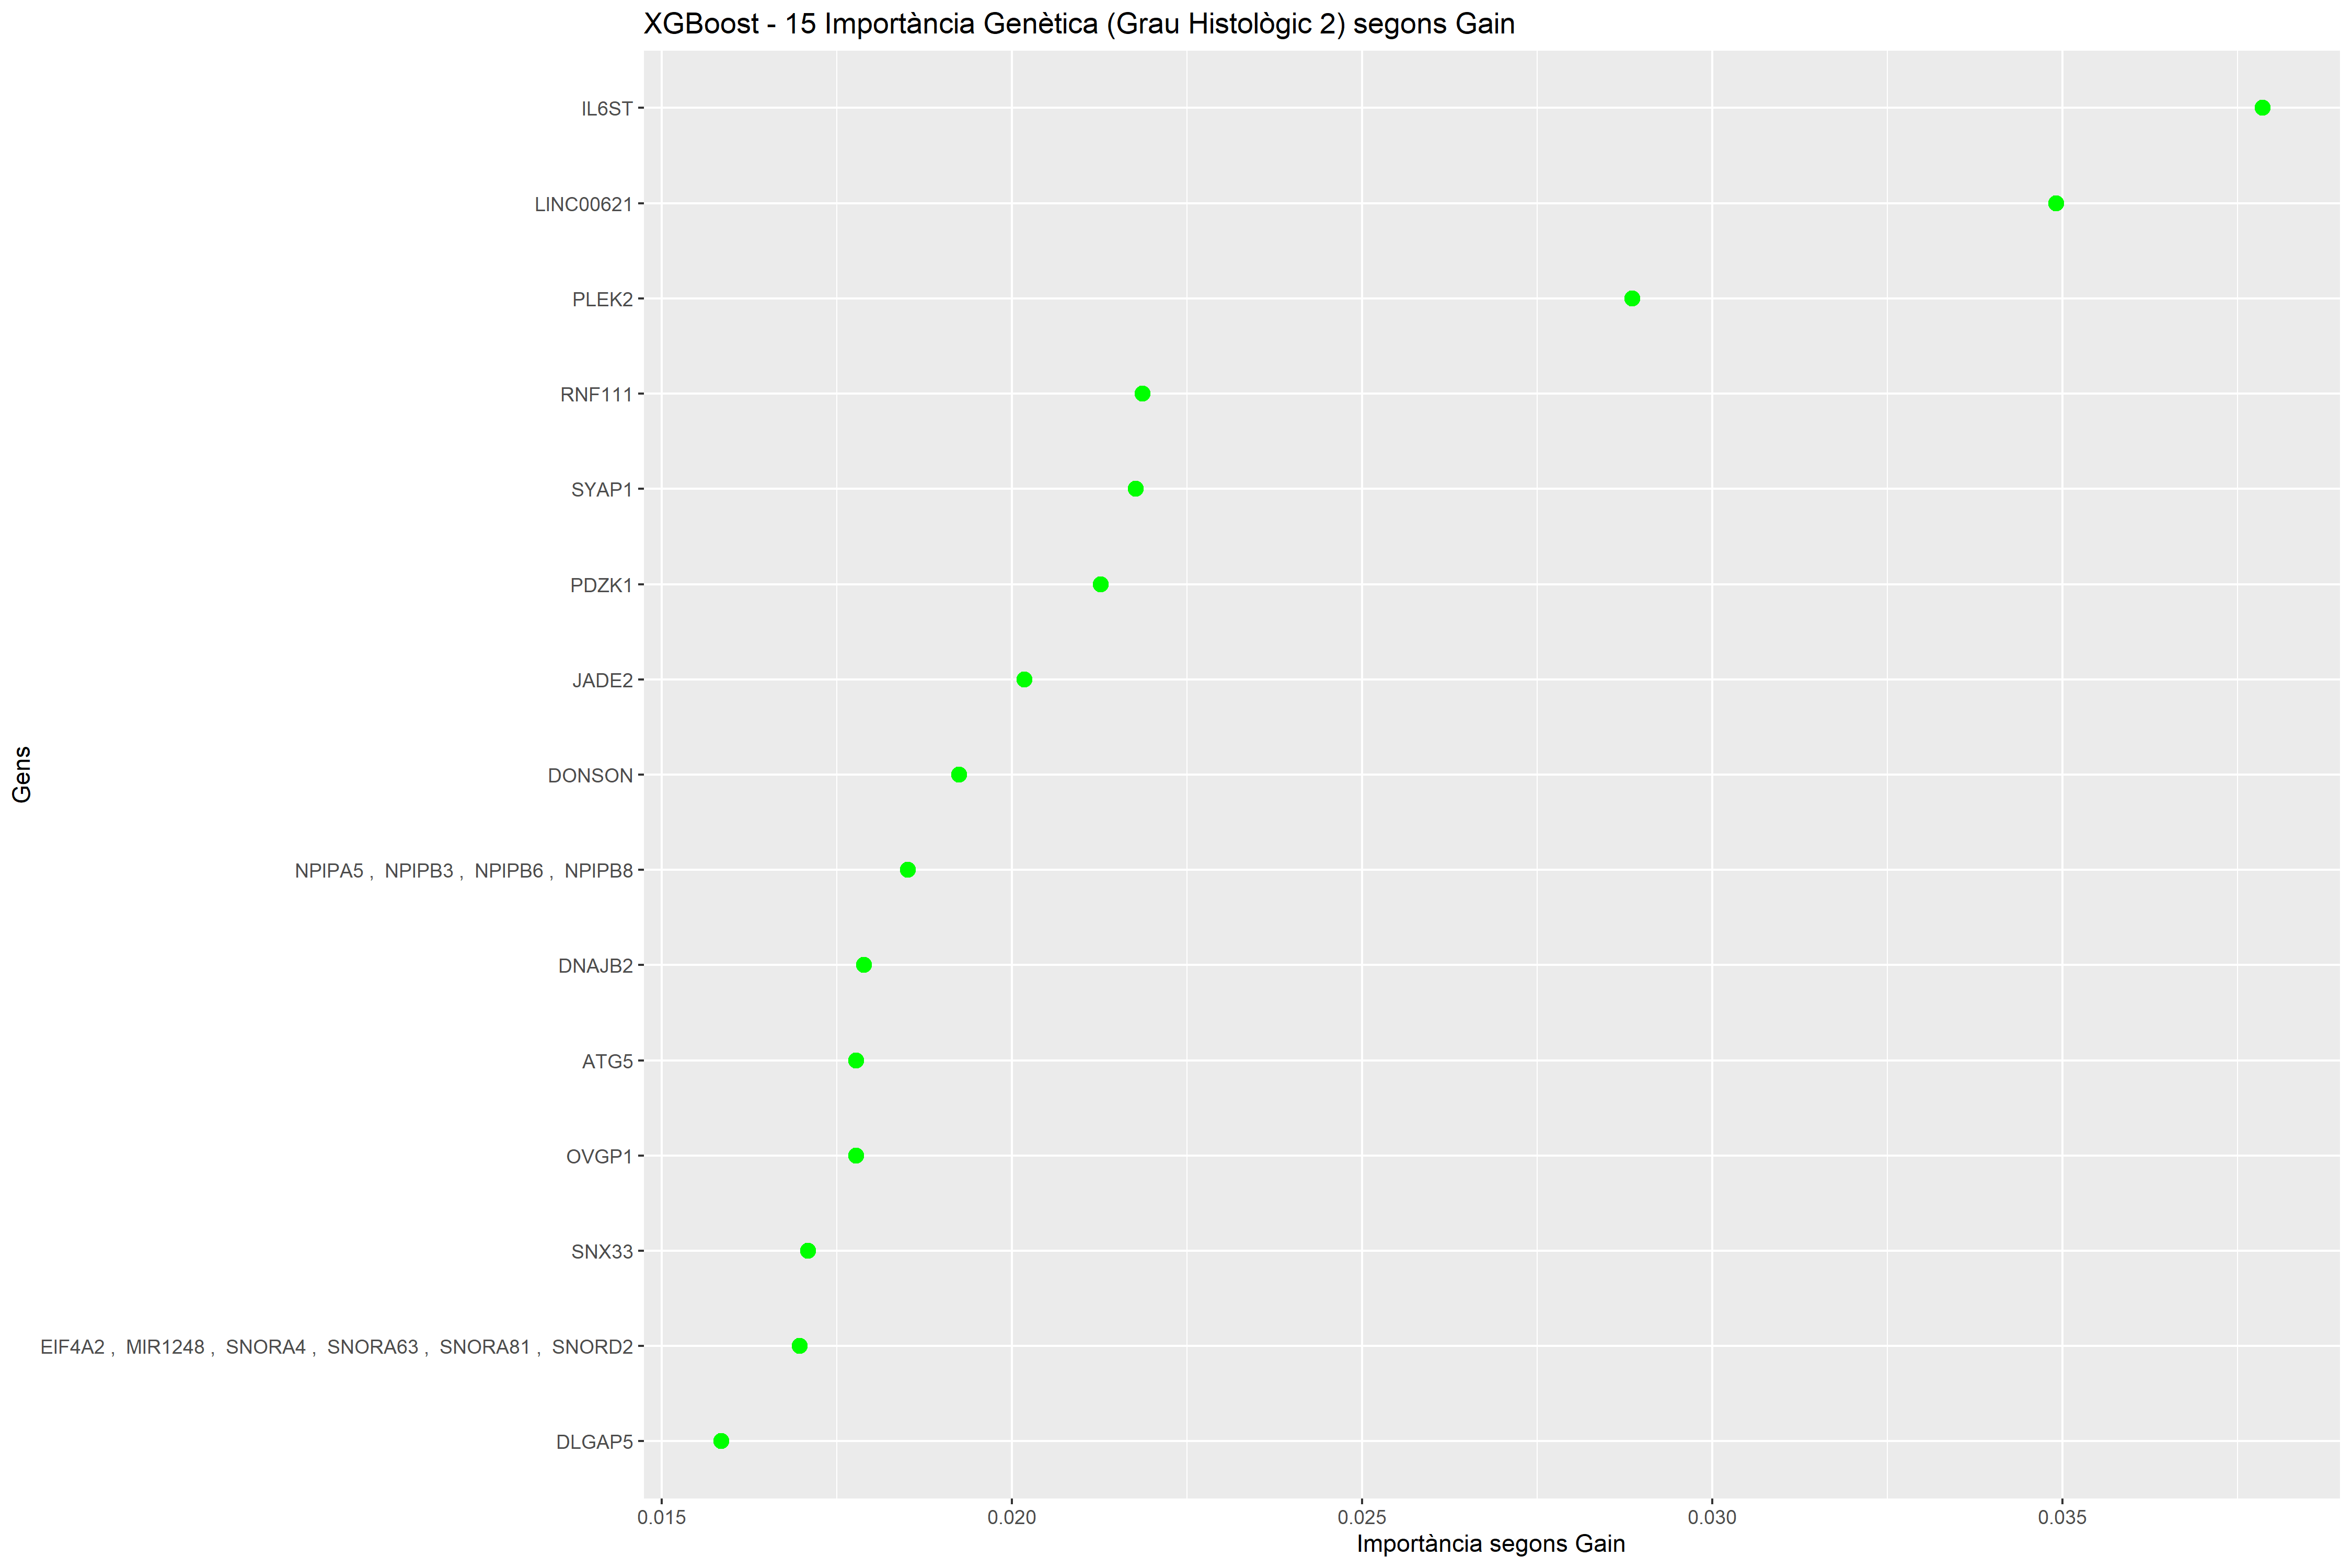 XGBoost - 15 Importància Genètica (Grau Histològic 2) segons Gain
Gens
IL6ST
LINC00621
PLEK2
RNF111
SYAP1
PDZK1
JADE2
DONSON
NPIPA5 , NPIPB3 , NPIPB6 , NPIPB8
DNAJB2
ATG5
OVGP1
SNX33
EIF4A2 , MIR1248 , SNORA4 , SNORA63 , SNORA81 , SNORD2
DLGAP5
0.015 0.020 0.025 0.030 0.035
Importància segons Gain